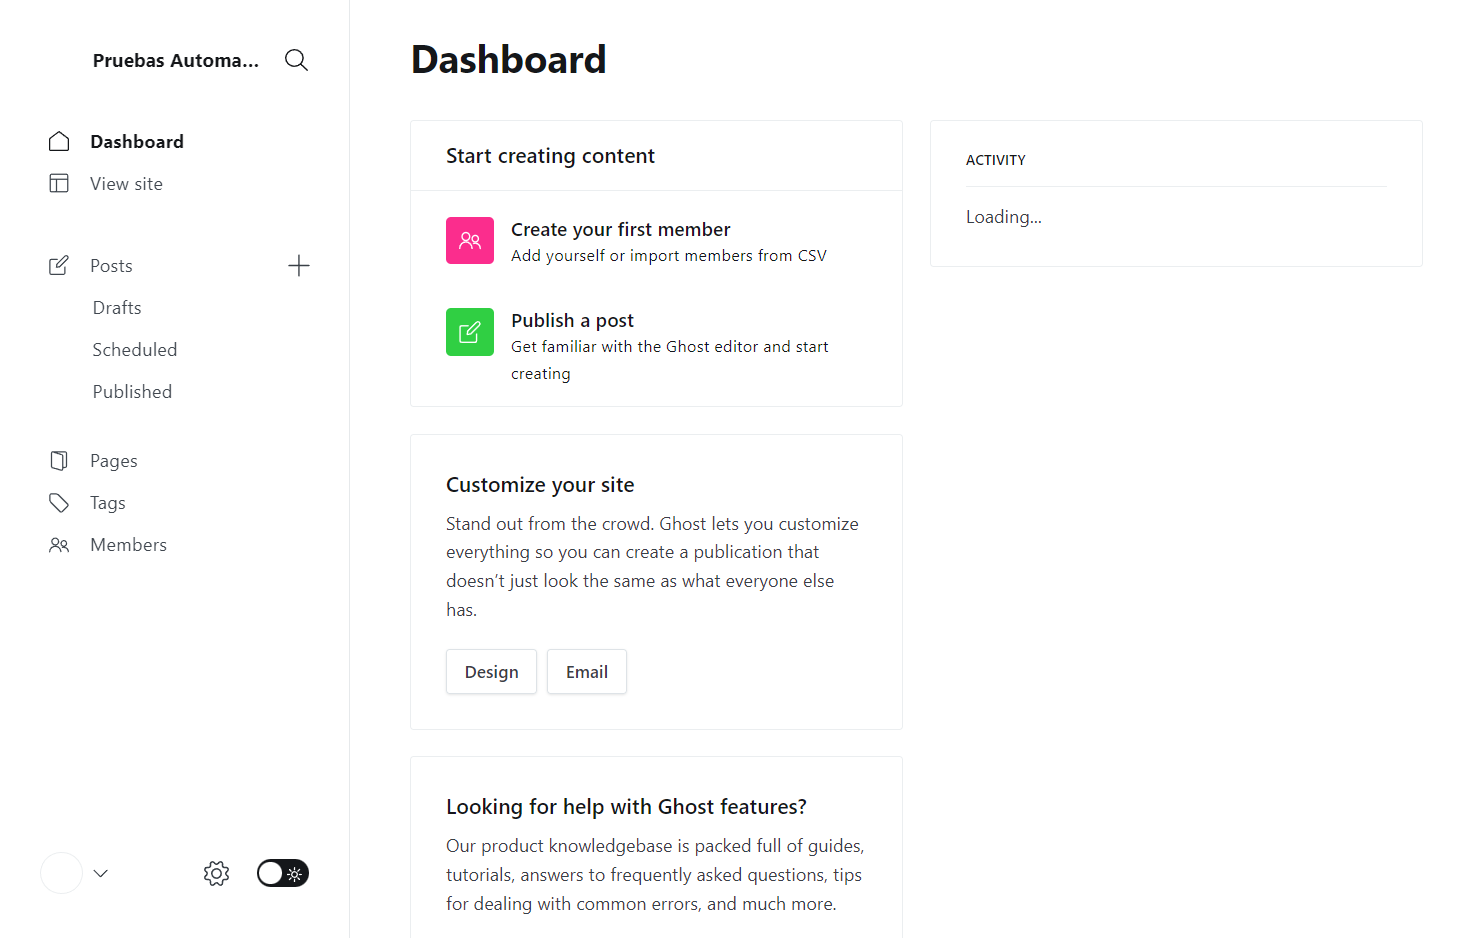 Pruebas Automa...
Dashboard
View site
Posts
Drafts
Scheduled
Published
Pages
Tags
Members
Dashboard
Start creating content
Create your first member
Add yourself or import members from CSV
Publish a post
Get familiar with the Ghost editor and start
creating
Customize your site
Stand out from the crowd. Ghost lets you customize
everything so you can create a publication that
doesn’t just look the same as what everyone else
has.
Design
Email
Looking for help with Ghost features?
Our product knowledgebase is packed full of guides,
tutorials, answers to frequently asked questions, tips
for dealing with common errors, and much more.
ACTIVITY
Loading...